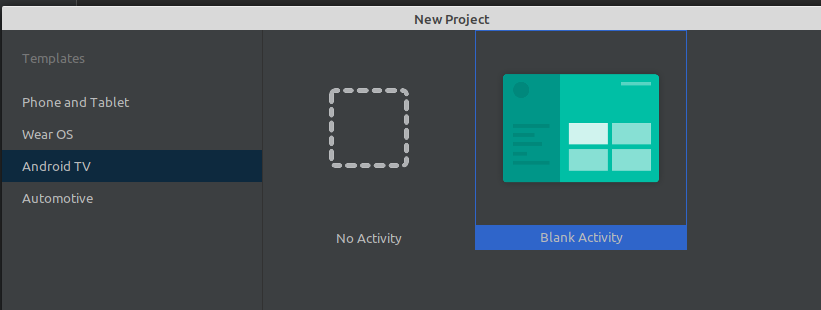 New Project
Templates
Phone and Tablet
Wear OS
Android TV
Automotive
No Activity
Blank Activity